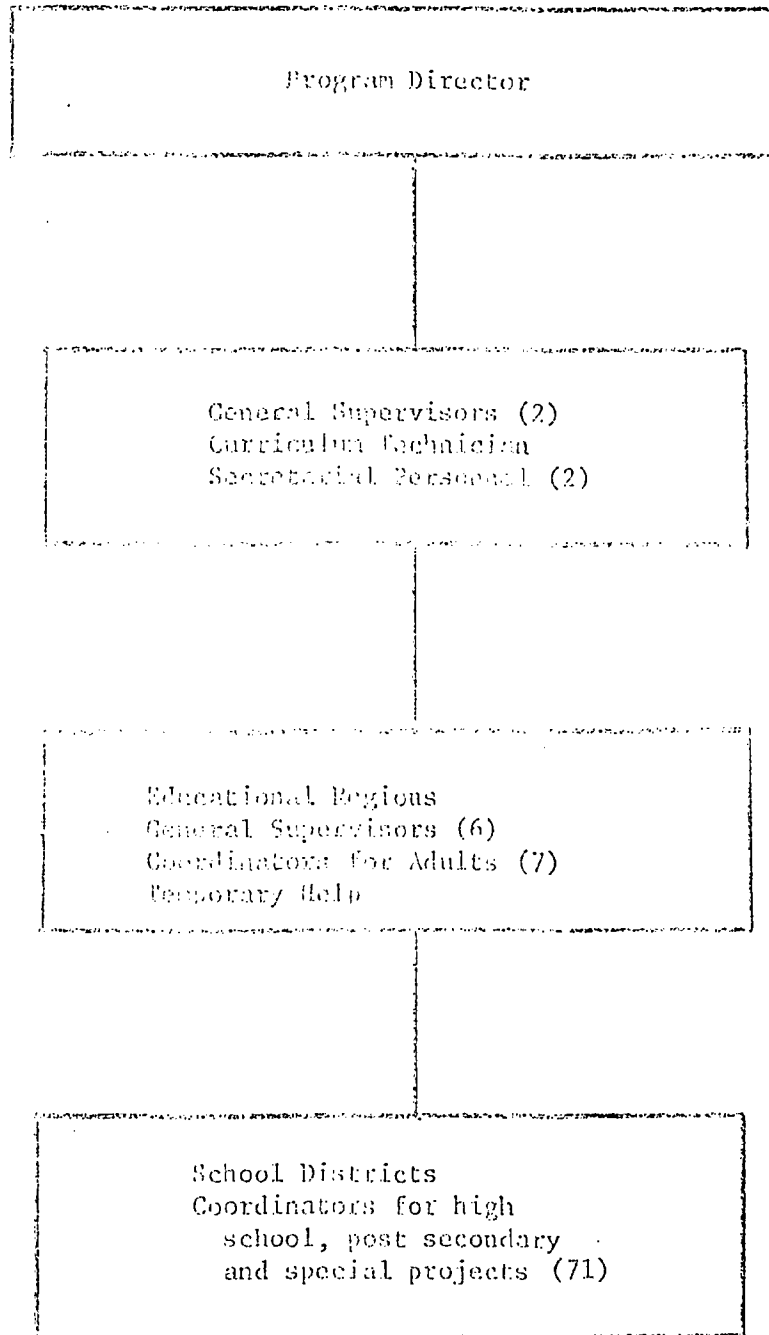 Program Director
General Supervisors (2)
Curriculum Technician
Secretarial Personnal (2)
Educational Regions
General Supervisors (6)
Coordinators for Adults (7)
Temporary Help
School Districts
Coordinators for high
school, post secondary
and special projects (71)